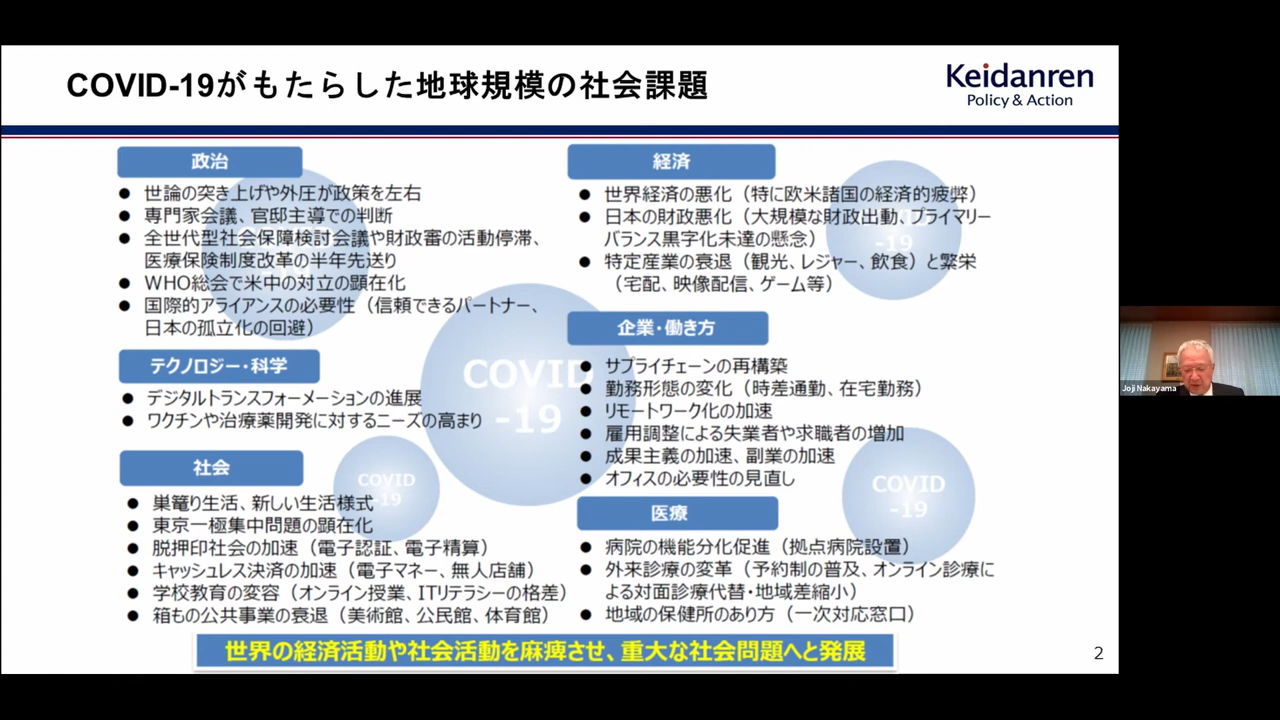 COVID-19がもたらした地球規模の社会課題
Keidanren
Policy & Action
政治
● 世論の突き上げや外圧が政策を左右
● 専門家会議、官邸主導での判断
● 全世代型社会保障検討会議や財政審の活動停滞、
医療保険制度改革の半年先送り
● WHO総会で米中の対立の顕在化
● 国際的アライアンスの必要性（信頼できるパートナー、
日本の孤立化の回避）
テクノロジー・科学
● デジタルトランスフォーメーションの進展
● ワクチンや治療薬開発に対するニーズの高まり
社会
● 巣篭り生活、新しい生活様式
● 東京一極集中問題の顕在化
● 脱押印社会の加速（電子認証、電子精算）
● キャッシュレス決済の加速（電子マネー、無人店舗）
● 学校教育の変容（オンライン授業、ITリテラシーの格差）
● 箱もの公共事業の衰退（美術館、公民館、体育館）
経済
● 世界経済の悪化（特に欧米諸国の経済的疲弊）
● 日本の財政悪化（大規模な財政出動、プライマリー
バランス黒字化未達の懸念）
● 特定産業の衰退（観光、レジャー、飲食）と繁栄
（宅配、映像配信、ゲーム等）
企業・働き方
● サプライチェーンの再構築
● 勤務形態の変化（時差通勤、在宅勤務）
● リモートワーク化の加速
● 雇用調整による失業者や求職者の増加
● 成果主義の加速、副業の加速
● オフィスの必要性の見直し
医療
● 病院の機能分化促進（拠点病院設置）
● 外来診療の変革（予約制の普及、オンライン診療に
よる対面診療代替・地域差縮小）
● 地域の保健所のあり方（一次対応窓口）
COVID
-19
COVID
-19
COVID
-19
-19
世界の経済活動や社会活動を麻痺させ、重大な社会問題へと発展
2
Joji Nakayama